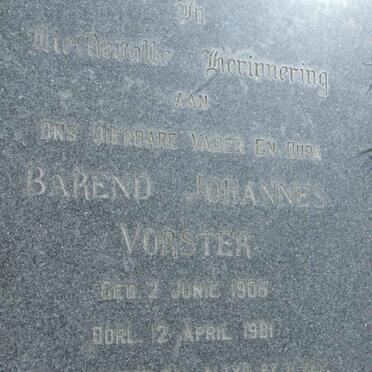 In
Liefdevolle Herinnering
AAN
ONS DIERBARE VADER EN OUPA
BAREND JOHANNES
VORSTER
GEB. 2 JUNIE 1906
OORL. 12 APRIL 1981